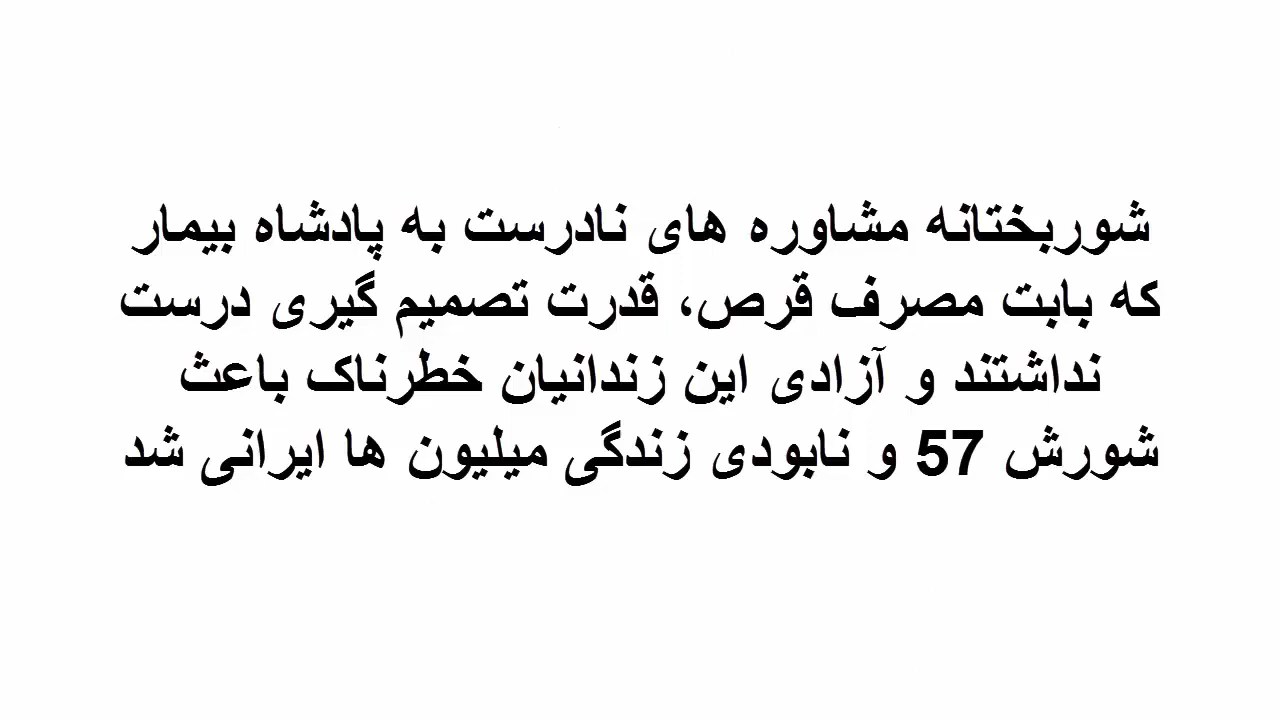 شوربختانه مشاوره های نادرست به پادشاه بیمار
که بابت مصرف قرص، قدرت تصمیم گیری درست
نداشتند و آزادی این زندانیان خطرناک باعث
شورش 57 و نابودی زندگی میلیون ها ایرانی شد